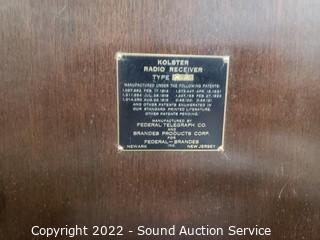 KOLSTER
RADIO RECEIVER
TYPE
MANUFACTURED UNDER THE FOLLOWING PATENTS:
AND OTHER PATENTS ENUMERATED IN
OUR STANDARD PRINTED LITERATURE.
OTHER PATENTS PENDING.
MANUFACTURED BY
FEDERAL TELEGRAPH CO.
AND
BRANDES PRODUCTS CORP.
FOR
FEDERAL-BRANDES
INC.
NEWARK NEW JERSEY
Copyright 2022 - Sound Auction Service